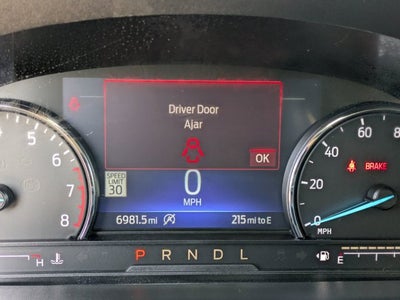 Driver Door
Ajar
OK
SPEED
LIMIT
30
0
MPH
6981.5 mi
215 mi to E
4
5
6
7
8
0
20
40
60
80
MPH
BRAKE
P R N D L
H
E